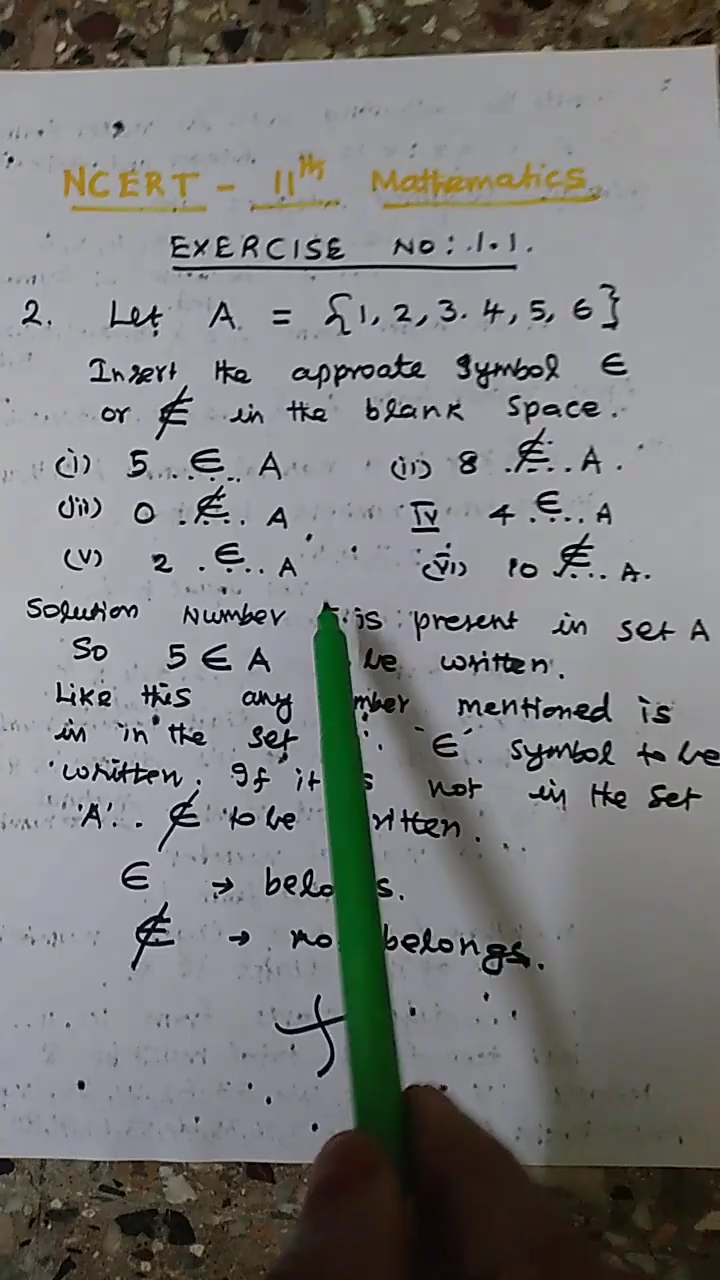 NCERT - 11th Mathematics
EXERCISE NO: 1.1.
2. Let A = {1, 2, 3. 4, 5, 6}
Insert the approate symbol ∈
or ∉ in the blank space.
(i) 5 ..∈.. A (ii) 8 .∉.. A.
(iii) 0 .∉.. A IV 4 .∈... A
(V) 2 .∈.. A (vi) 10 ∉... A.
Solution Number is present in set A
So 5 ∈ A be written.
Like this any mentioned is
in in the set "∈" symbol to be
written. If it not in the set
'A'. ∉ to be written.
∈ → belongs.
∉ → belongs.